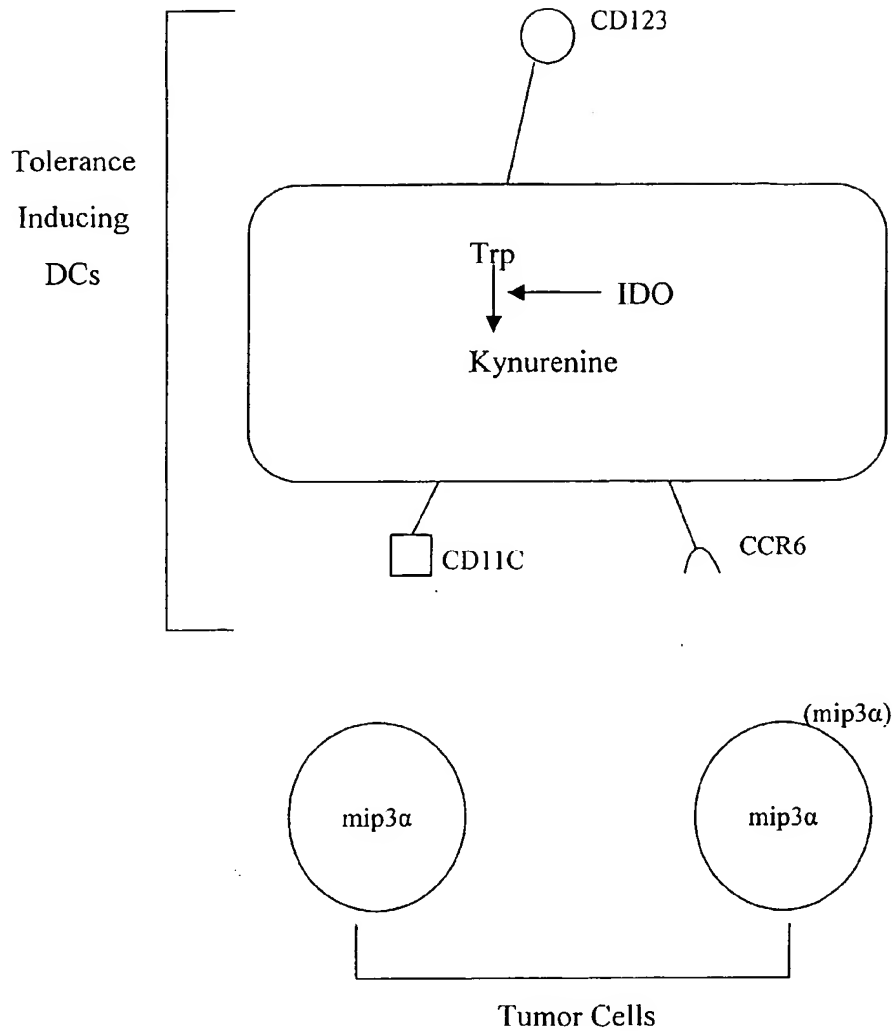 CD123
Tolerance
Inducing
DCs
Trp
IDO
Kynurenine
CD11C
CCR6
(mip3α)
mip3α
mip3α
Tumor Cells